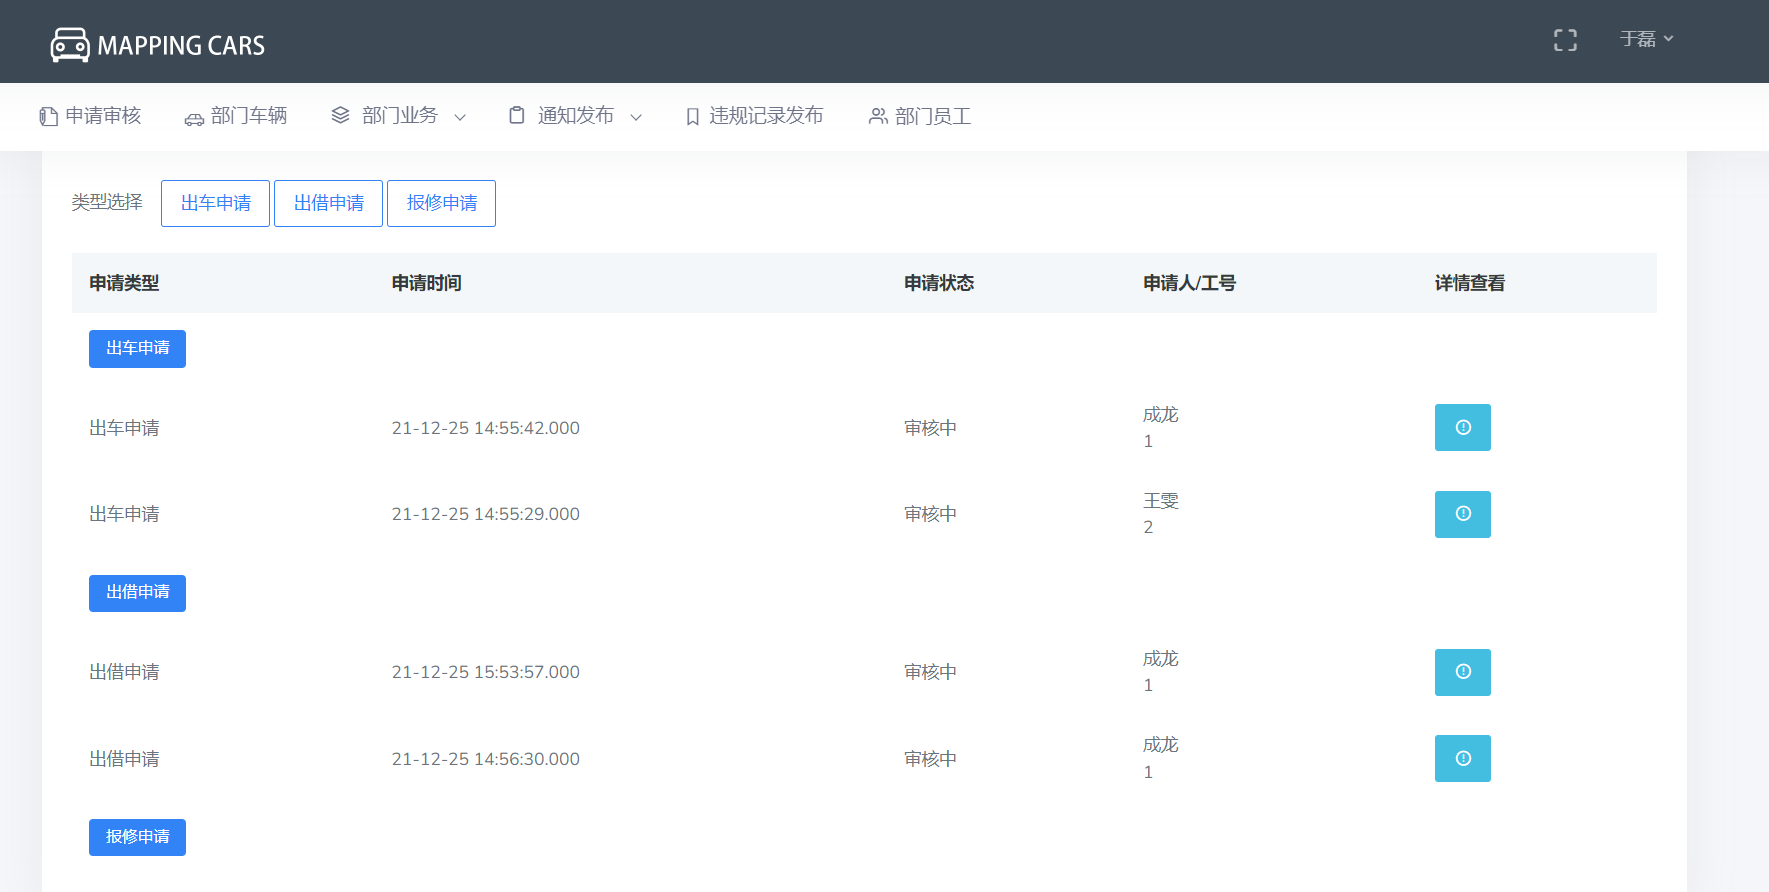 MAPPING CARS
于磊
申请审核 部门车辆 部门业务 通知发布 违规记录发布 部门员工
类型选择 出车申请 出借申请 报修申请
申请类型 申请时间 申请状态 申请人/工号 详情查看
出车申请
出车申请 21-12-25 14:55:42.000 审核中 成龙
1
出车申请 21-12-25 14:55:29.000 审核中 王雯
2
出借申请
出借申请 21-12-25 15:53:57.000 审核中 成龙
1
出借申请 21-12-25 14:56:30.000 审核中 成龙
1
报修申请